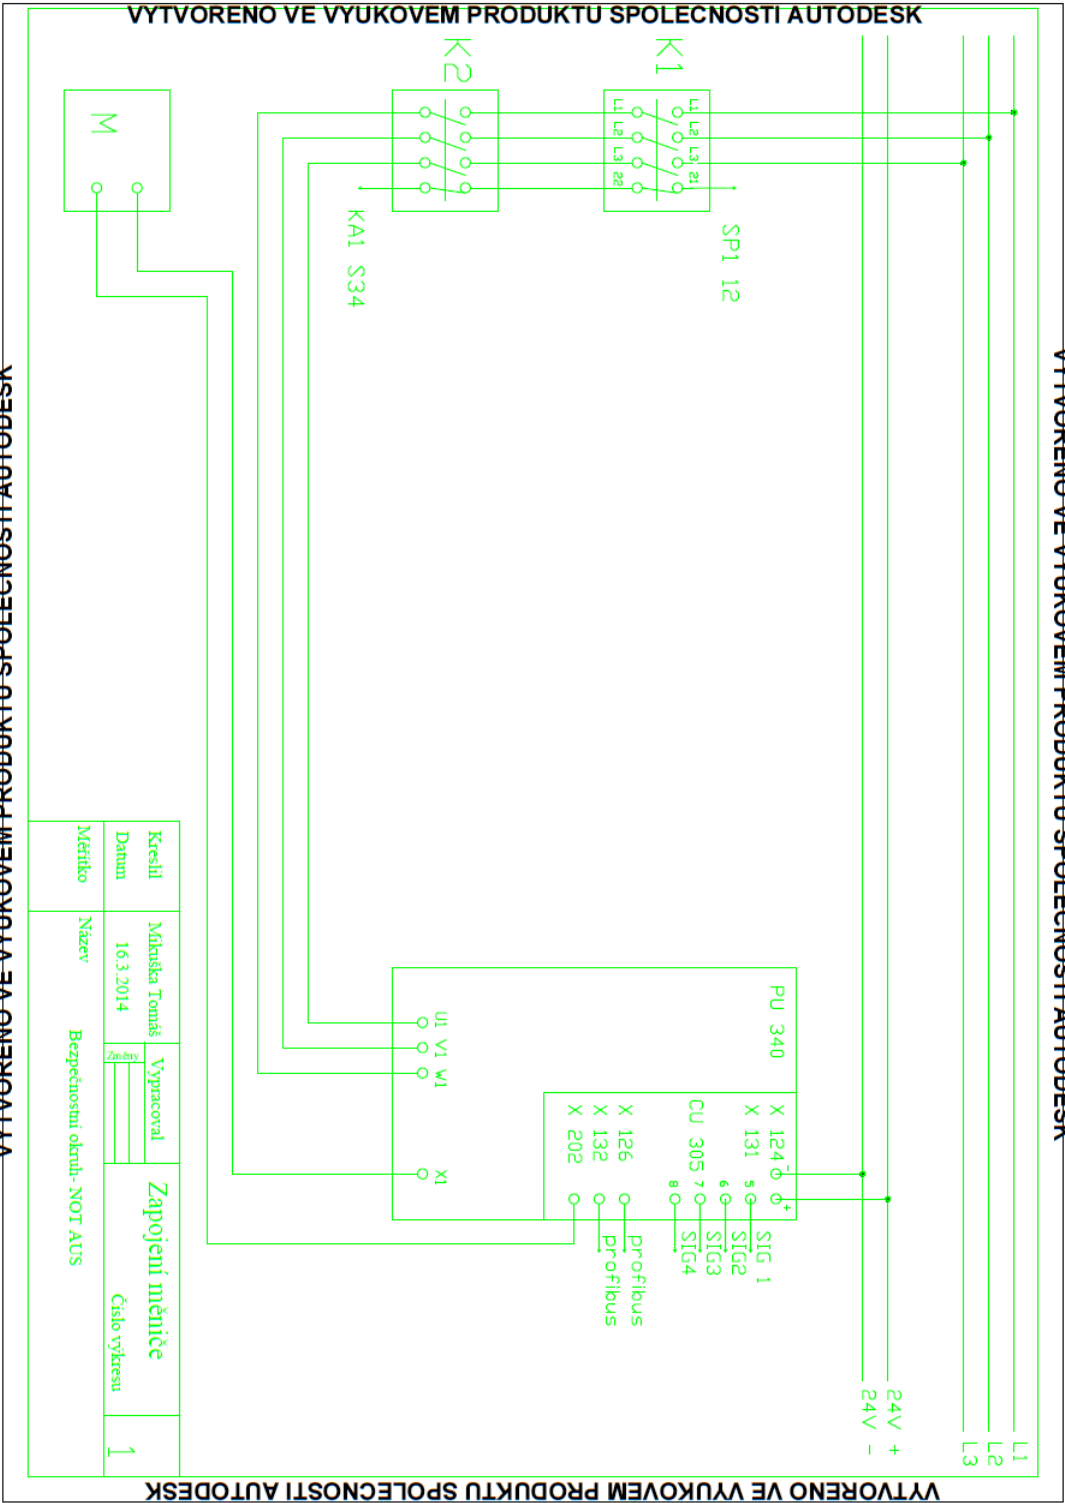 VYTVORENO VE VYUKOVEM PRODUKTU SPOLECNOSTI AUTODESK
VYTVORENO VE VYUKOVEM PRODUKTU SPOLECNOSTI AUTODESK
VYTVORENO VE VYUKOVEM PRODUKTU SPOLECNOSTI AUTODESK
VYTVORENO VE VYUKOVEM PRODUKTU SPOLECNOSTI AUTODESK
L1
L2
L3
24V +
24V -
K1
L1 L2 L3 21
L1 L2 L3 22
SP1 12
K2
KA1 S34
M
PU 340
U1 V1 W1
X1
X 124
- +
X 131
5 6
CU 305
7 8
X 126
X 132
X 202
SIG 1
SIG2
SIG3
SIG4
profibus
profibus
Kreslil Mikuška Tomáš Vypracoval
Zapojení měniče
Datum 16.3.2014
Změny
Číslo výkresu
1
Měřítko
Název
Bezpečnostní okruh- NOT AUS